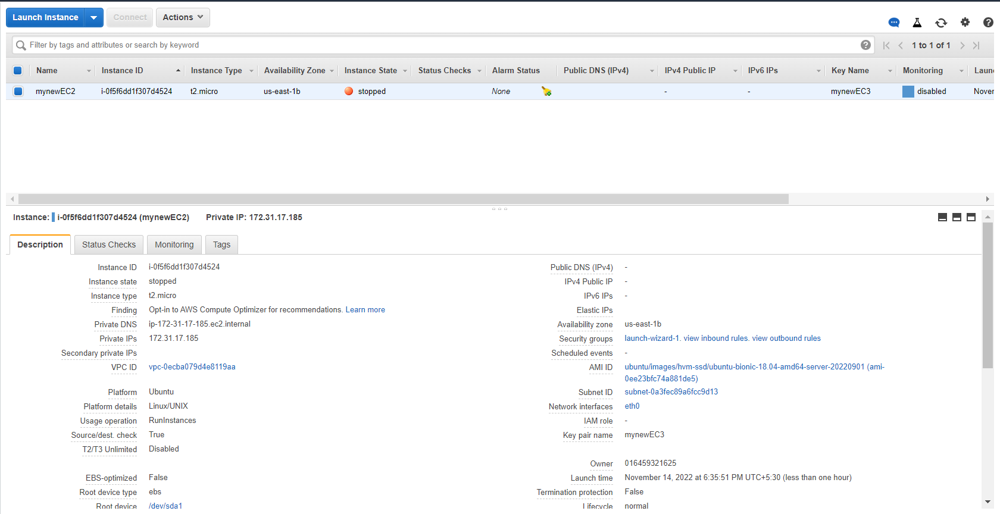 Launch Instance Connect Actions
Filter by tags and attributes or search by keyword 1 to 1 of 1
Name Instance ID Instance Type Availability Zone Instance State Status Checks Alarm Status Public DNS (IPv4) IPv4 Public IP IPv6 IPs Key Name Monitoring Laun
mynewEC2 i-0f5f6dd1f307d4524 t2.micro us-east-1b stopped None - - mynewEC3 disabled Nover
Instance: i-0f5f6dd1f307d4524 (mynewEC2) Private IP: 172.31.17.185
Description Status Checks Monitoring Tags
Instance ID i-0f5f6dd1f307d4524 Public DNS (IPv4) -
Instance state stopped IPv4 Public IP -
Instance type t2.micro IPv6 IPs -
Finding Opt-in to AWS Compute Optimizer for recommendations. Learn more Elastic IPs
Private DNS ip-172-31-17-185.ec2.internal Availability zone us-east-1b
Private IPs 172.31.17.185 Security groups launch-wizard-1. view inbound rules. view outbound rules
Secondary private IPs Scheduled events -
VPC ID vpc-0ecba079d4e8119aa AMI ID ubuntu/images/hvm-ssd/ubuntu-bionic-18.04-amd64-server-20220901 (ami-
0ee23bfc74a881de5)
Platform Ubuntu Subnet ID subnet-0a3fec89a6fcc9d13
Platform details Linux/UNIX Network interfaces eth0
Usage operation RunInstances IAM role -
Source/dest. check True Key pair name mynewEC3
T2/T3 Unlimited Disabled
Owner 016459321625
EBS-optimized False Launch time November 14, 2022 at 6:35:51 PM UTC+5:30 (less than one hour)
Root device type ebs Termination protection False
Root device /dev/sda1 Lifecycle normal